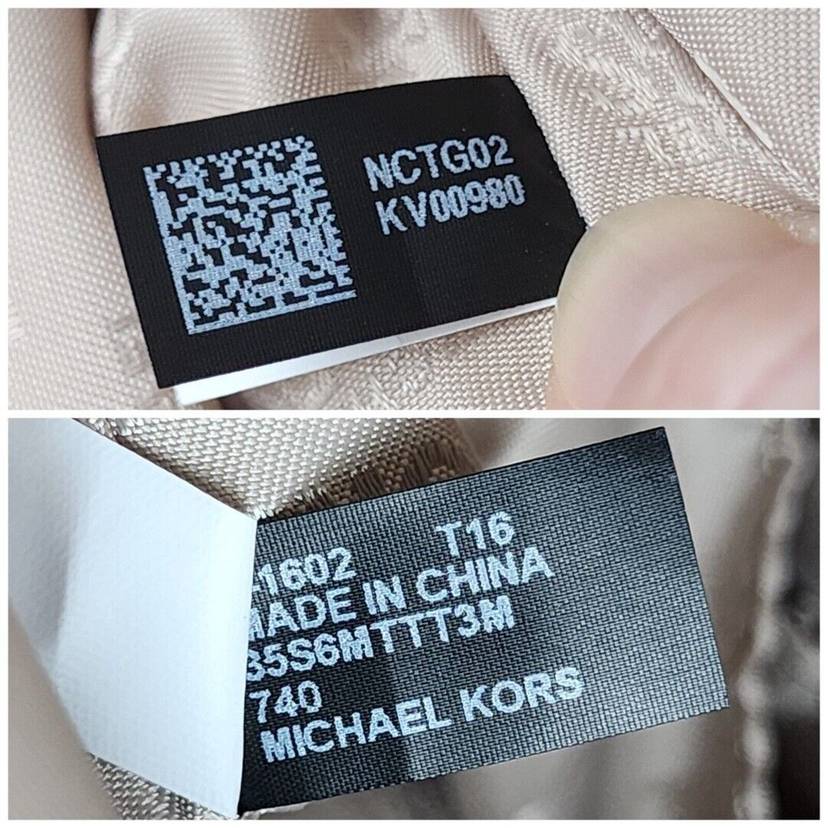 NCTG02
KV00980
1602 T16
MADE IN CHINA
35S6MTTT3M
740
MICHAEL KORS